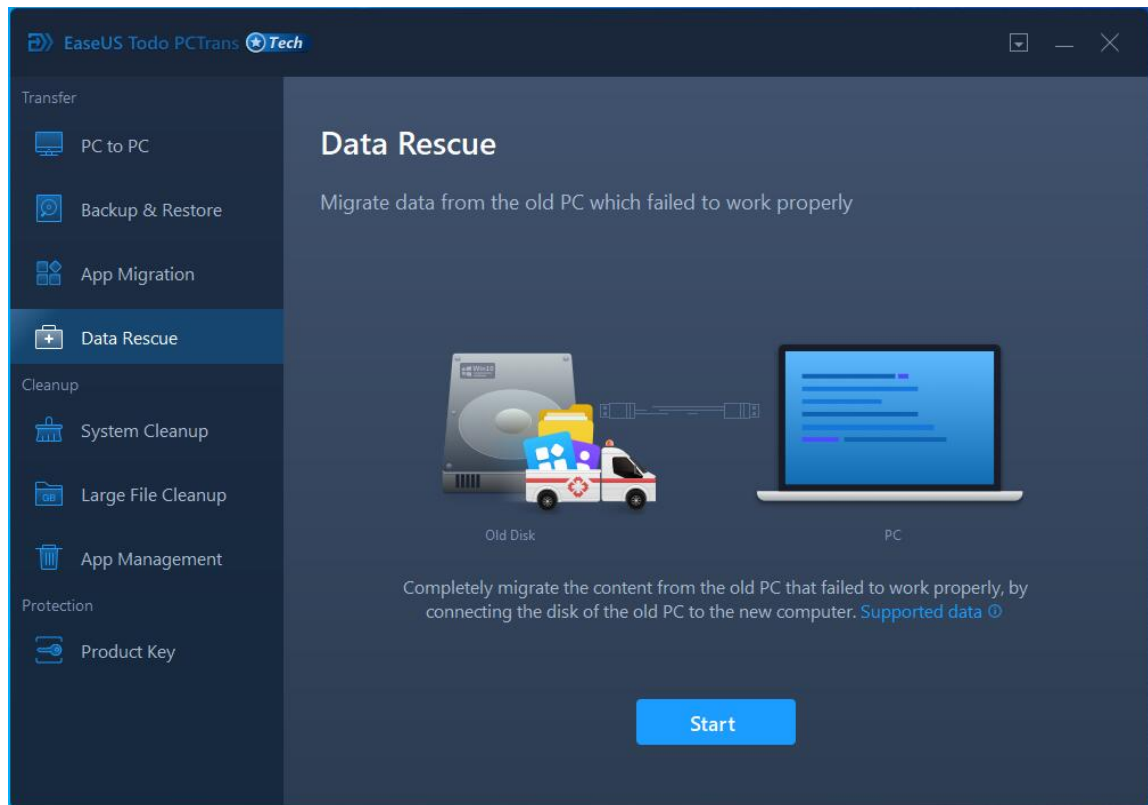 EaseUS Todo PCTrans Tech
Transfer
PC to PC
Backup & Restore
App Migration
Data Rescue
Cleanup
System Cleanup
GB
Large File Cleanup
App Management
Protection
Product Key
Data Rescue
Migrate data from the old PC which failed to work properly
Win10
Old Disk
PC
Completely migrate the content from the old PC that failed to work properly, by
connecting the disk of the old PC to the new computer. Supported data
Start